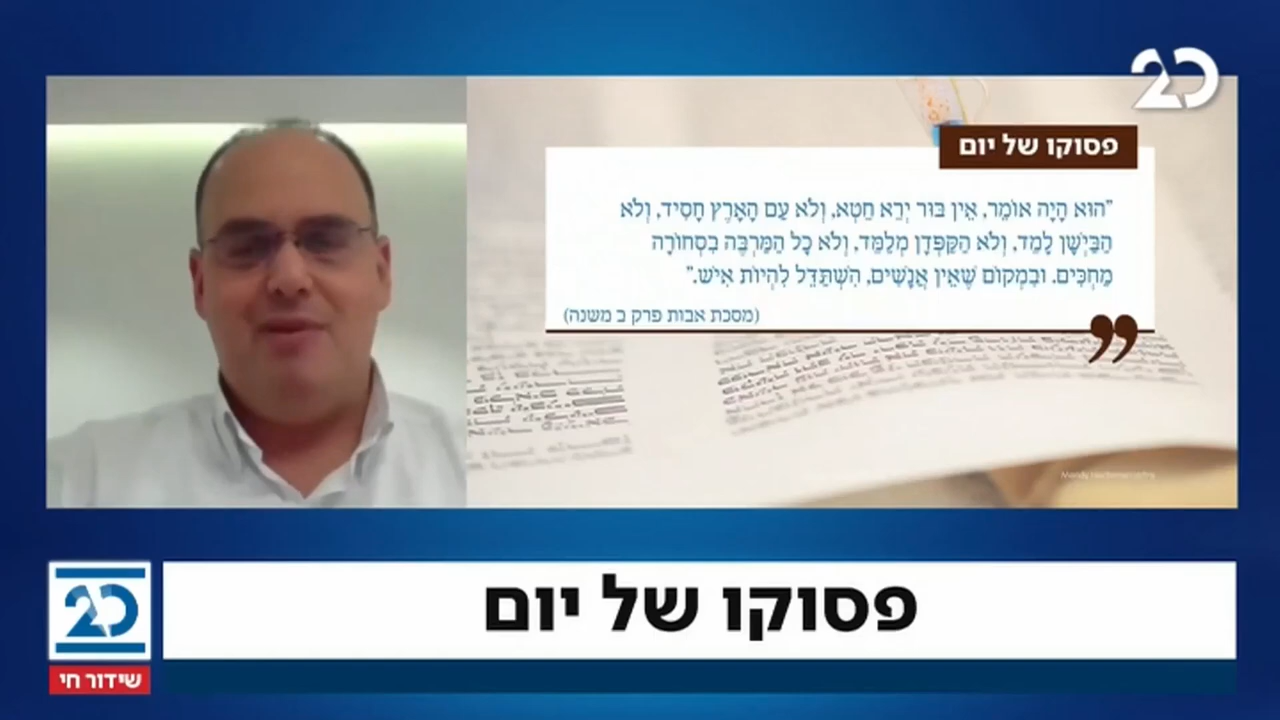 20
פסוקו של יום
"הוּא הָיָה אוֹמֵר, אֵין בּוּר יְרֵא חֵטְא, וְלֹא עַם הָאָרֶץ חָסִיד, וְלֹא
הַבַּיְשָׁן לָמֵד, וְלֹא הַקַּפְּדָן מְלַמֵּד, וְלֹא כָל הַמַּרְבֶּה בִסְחוֹרָה
מַחְכִּים. וּבִמְקוֹם שֶׁאֵין אֲנָשִׁים, הִשְׁתַּדֵּל לִהְיוֹת אִישׁ."
(מסכת אבות פרק ב משנה)
פסוקו של יום
20
שידור חי